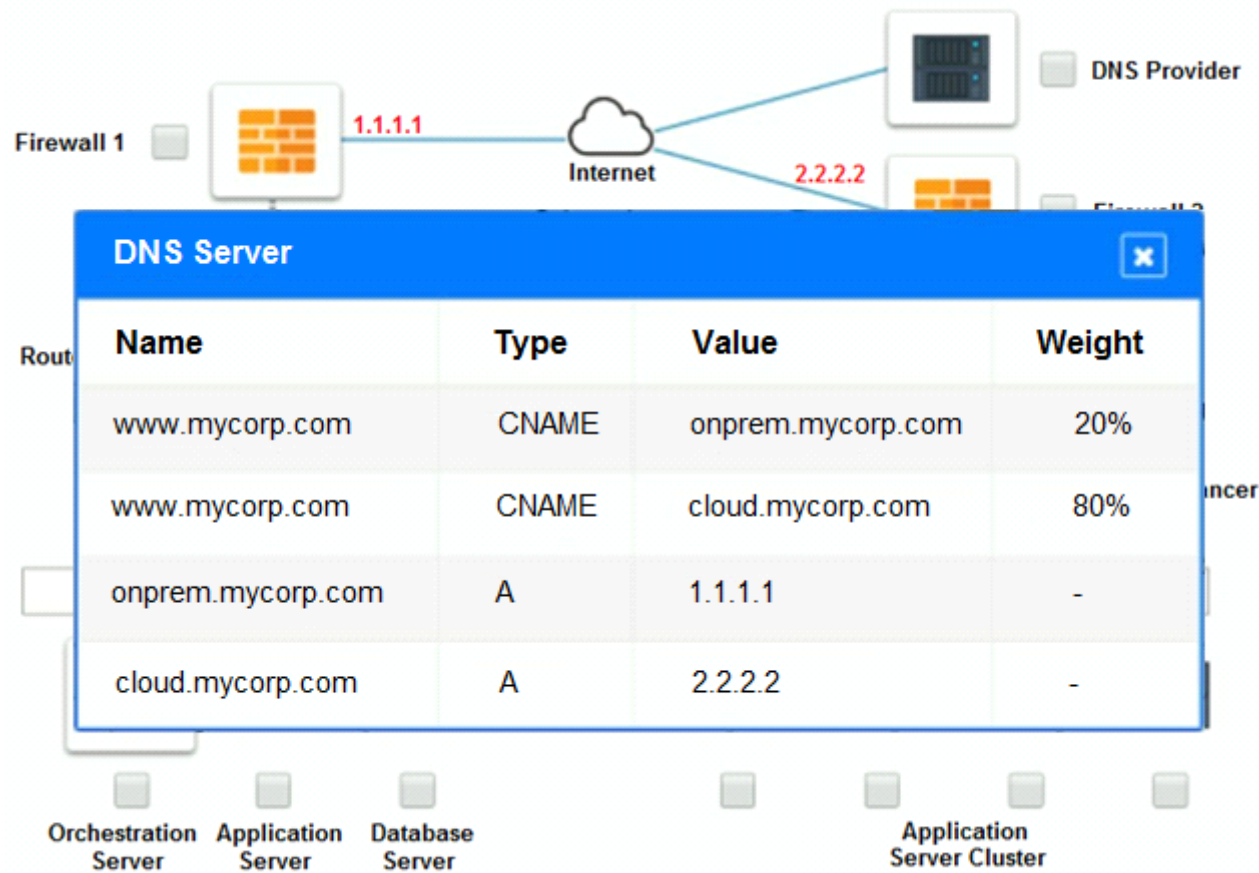 DNS Provider
Firewall 1
1.1.1.1
Internet
2.2.2.2
DNS Server
Name Type Value Weight
www.mycorp.com CNAME onprem.mycorp.com 20%
www.mycorp.com CNAME cloud.mycorp.com 80%
onprem.mycorp.com A 1.1.1.1 -
cloud.mycorp.com A 2.2.2.2 -
Orchestration Server
Application Server
Database Server
Application Server Cluster